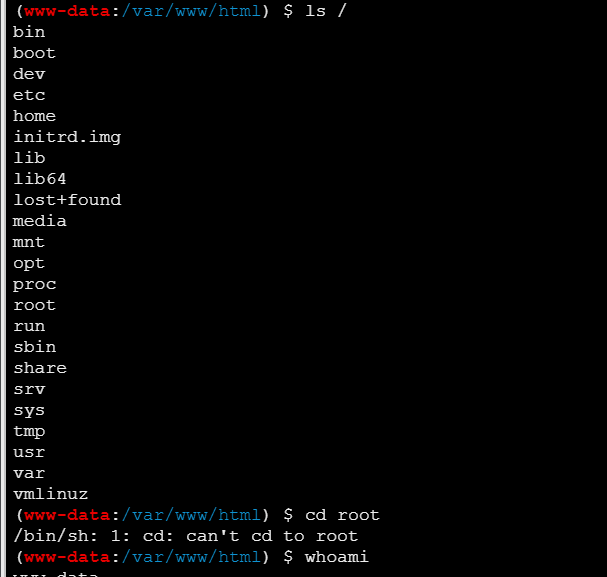 (www-data:/var/www/html) $ ls /
bin
boot
dev
etc
home
initrd.img
lib
lib64
lost+found
media
mnt
opt
proc
root
run
sbin
share
srv
sys
tmp
usr
var
vmlinuz
(www-data:/var/www/html) $ cd root
/bin/sh: 1: cd: can't cd to root
(www-data:/var/www/html) $ whoami
www-data